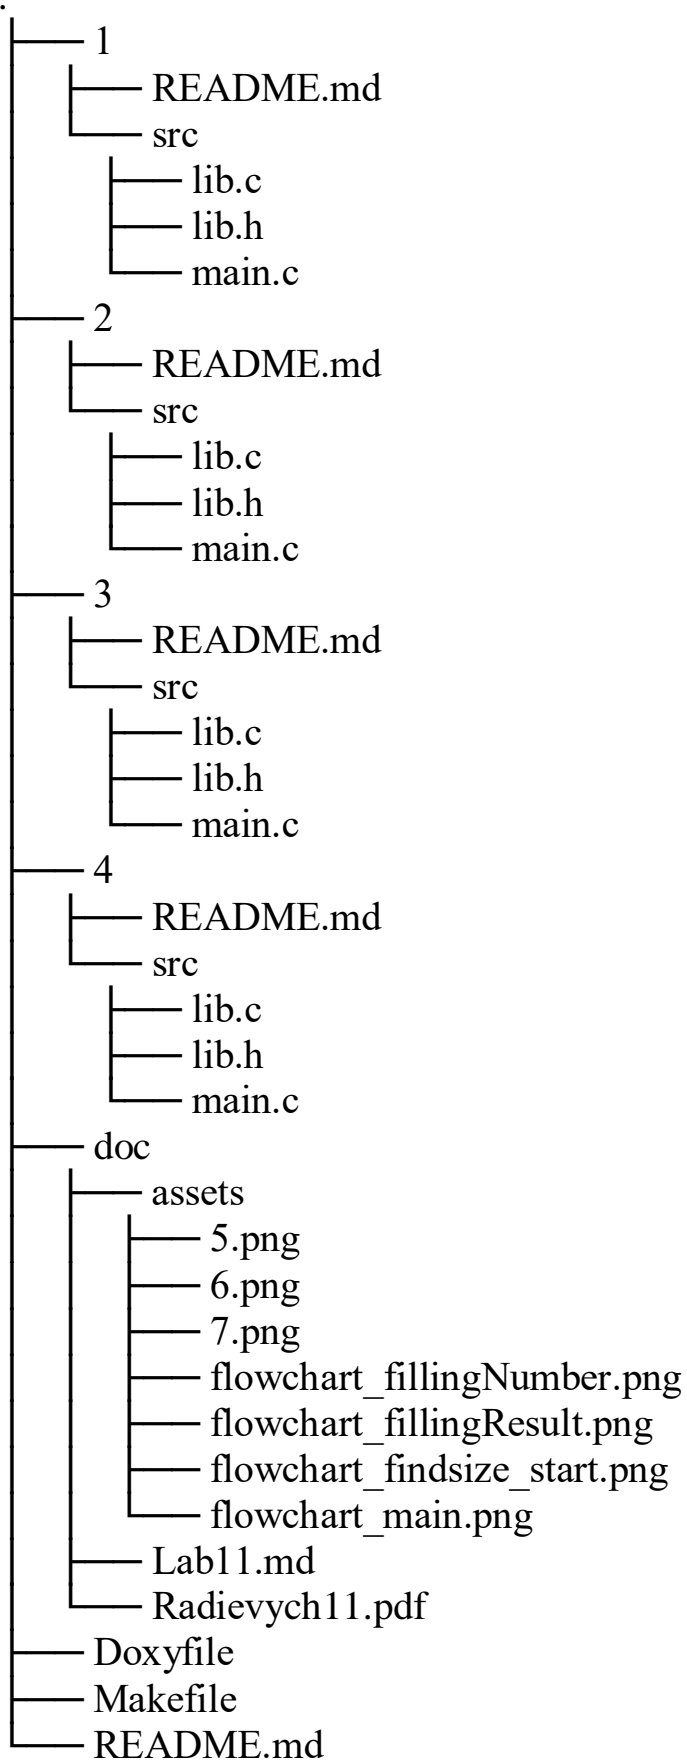 .
├── 1
│   ├── README.md
│   └── src
│       ├── lib.c
│       ├── lib.h
│       └── main.c
├── 2
│   ├── README.md
│   └── src
│       ├── lib.c
│       ├── lib.h
│       └── main.c
├── 3
│   ├── README.md
│   └── src
│       ├── lib.c
│       ├── lib.h
│       └── main.c
├── 4
│   ├── README.md
│   └── src
│       ├── lib.c
│       ├── lib.h
│       └── main.c
├── doc
│   ├── assets
│   │   ├── 5.png
│   │   ├── 6.png
│   │   ├── 7.png
│   │   ├── flowchart_fillingNumber.png
│   │   ├── flowchart_fillingResult.png
│   │   ├── flowchart_findsize_start.png
│   │   └── flowchart_main.png
│   ├── Lab11.md
│   └── Radievych11.pdf
├── Doxyfile
├── Makefile
└── README.md